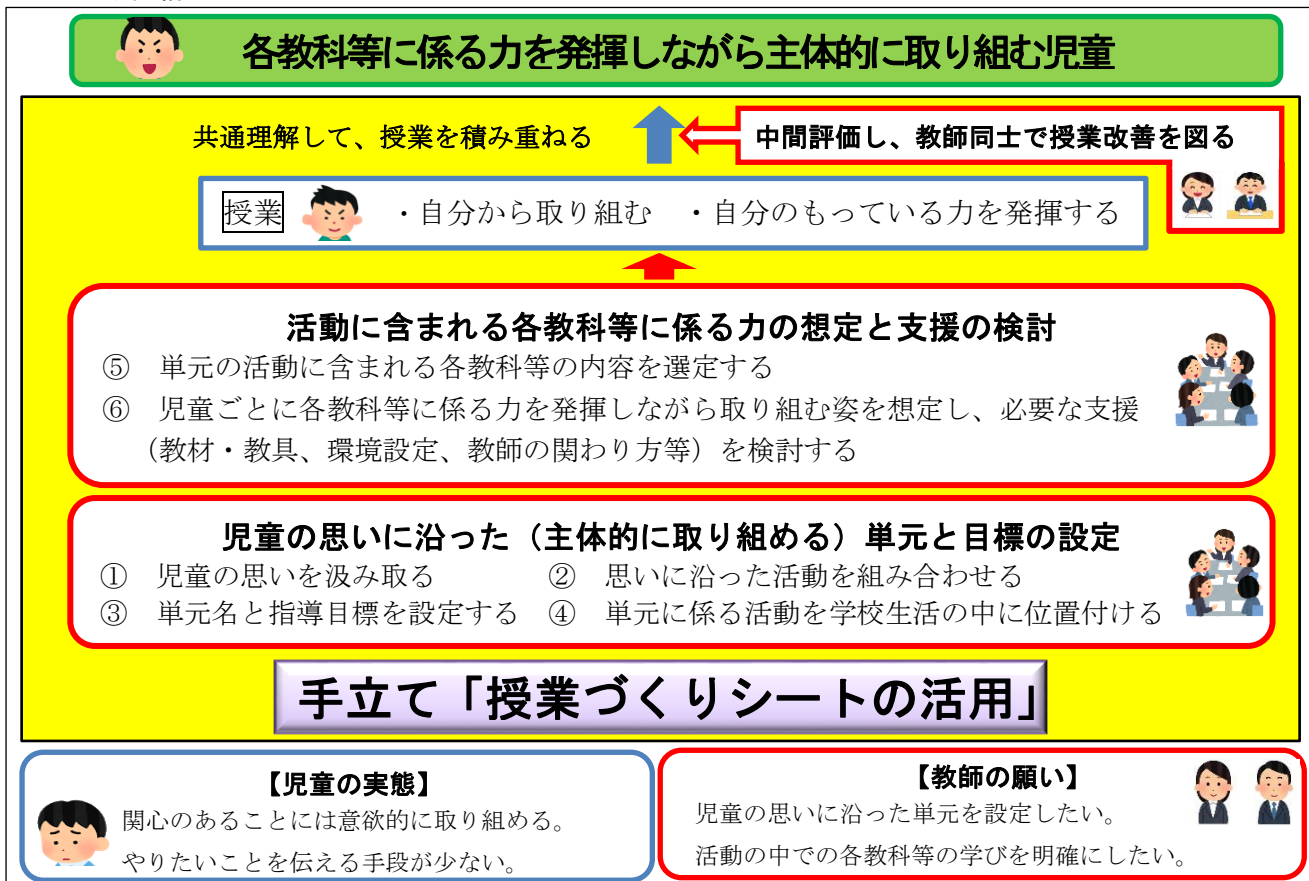 各教科等に係る力を発揮しながら主体的に取り組む児童
共通理解して、授業を積み重ねる
中間評価し、教師同士で授業改善を図る
授業 ・自分から取り組む ・自分のもっている力を発揮する
活動に含まれる各教科等に係る力の想定と支援の検討
⑤ 単元の活動に含まれる各教科等の内容を選定する
⑥ 児童ごとに各教科等に係る力を発揮しながら取り組む姿を想定し、必要な支援
（教材・教具、環境設定、教師の関わり方等）を検討する
児童の思いに沿った（主体的に取り組める）単元と目標の設定
① 児童の思いを汲み取る ② 思いに沿った活動を組み合わせる
③ 単元名と指導目標を設定する ④ 単元に係る活動を学校生活の中に位置付ける
手立て「授業づくりシートの活用」
【児童の実態】
関心のあることには意欲的に取り組める。
やりたいことを伝える手段が少ない。
【教師の願い】
児童の思いに沿った単元を設定したい。
活動の中での各教科等の学びを明確にしたい。